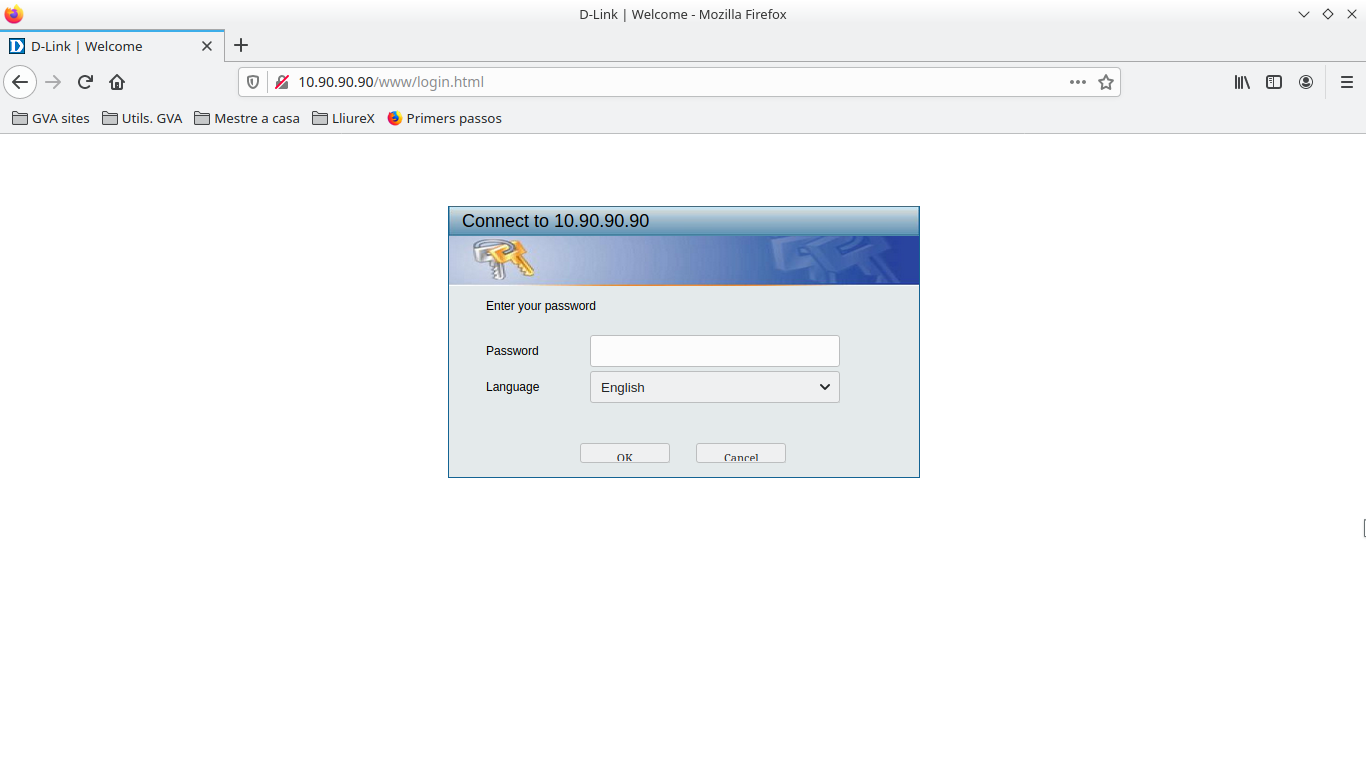 D-Link | Welcome - Mozilla Firefox
D-Link | Welcome
10.90.90.90/www/login.html
GVA sites Utils. GVA Mestre a casa LliureX Primers passos
Connect to 10.90.90.90
Enter your password
Password
Language English
OK Cancel